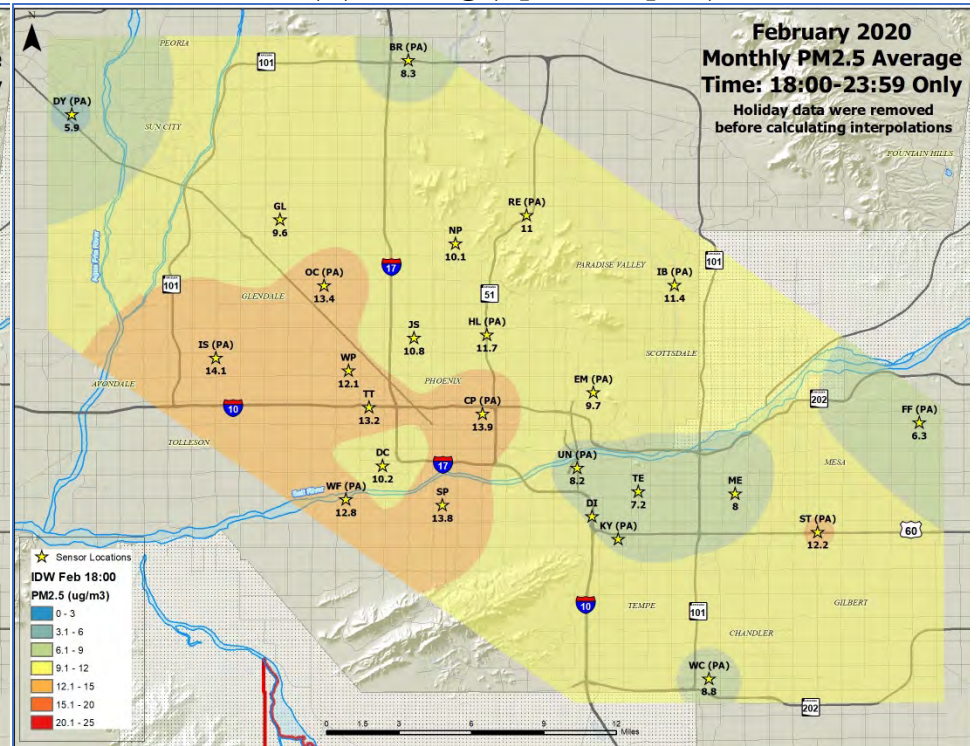 February 2020
Monthly PM2.5 Average
Time: 18:00-23:59 Only
Holiday data were removed
before calculating interpolations
PEORIA
101
BR (PA)
8.3
DY (PA)
5.9
SUN CITY
FOUNTAIN HILLS
Agua Fria River
GL
9.6
RE (PA)
11
NP
10.1
101
OC (PA)
13.4
17
PARADISE VALLEY
101
IB (PA)
11.4
GLENDALE
51
JS
10.8
HL (PA)
11.7
IS (PA)
14.1
WP
12.1
SCOTTSDALE
AVONDALE
PHOENIX
EM (PA)
9.7
10
TT
13.2
CP (PA)
13.9
202
FF (PA)
6.3
TOLLESON
DC
10.2
17
UN (PA)
8.2
MESA
Salt River
WF (PA)
12.8
SP
13.8
TE
7.2
ME
8
DI
KY (PA)
ST (PA)
12.2
60
Sensor Locations
IDW Feb 18:00
PM2.5 (ug/m3)
0 - 3
3.1 - 6
6.1 - 9
9.1 - 12
12.1 - 15
15.1 - 20
20.1 - 25
10
TEMPE
101
GILBERT
CHANDLER
WC (PA)
8.8
202
0 1.5 3 6 9 12
Miles